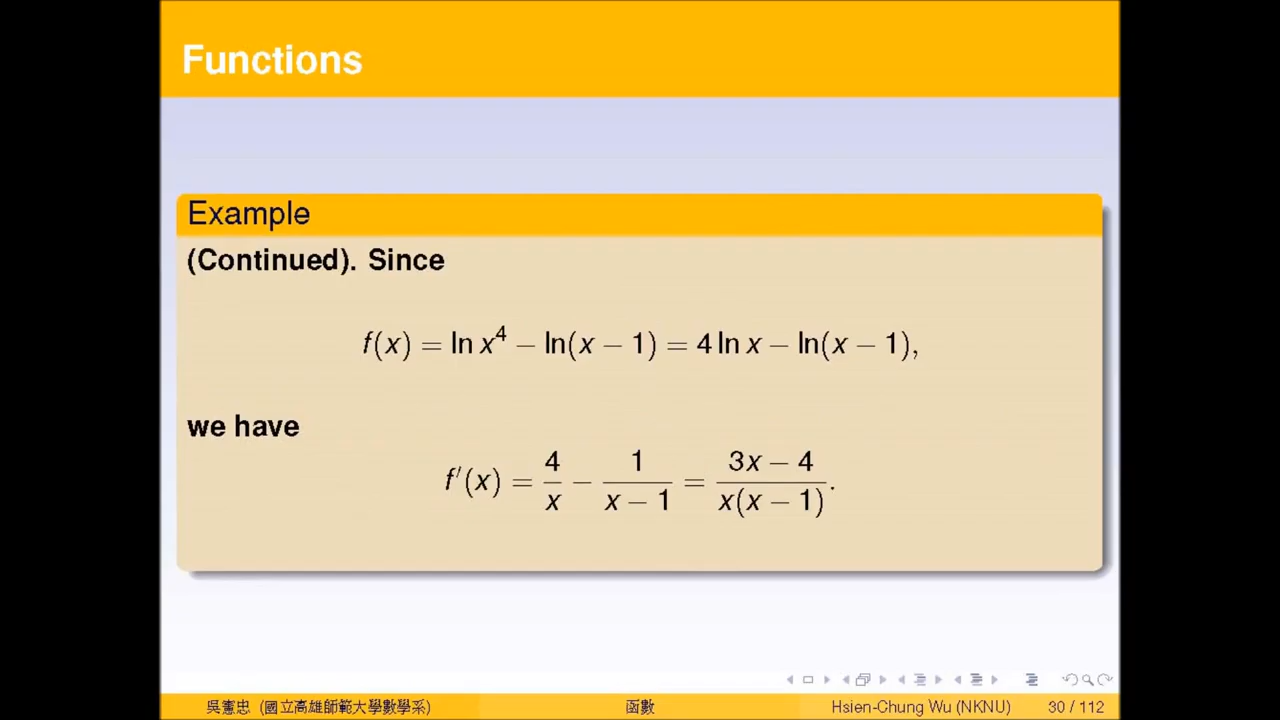 Functions
Example
(Continued). Since
f(x) = ln x⁴ − ln(x − 1) = 4 ln x − ln(x − 1),
we have
f′(x) = 4/x − 1/(x − 1) = (3x − 4)/(x(x − 1)).
吳憲忠 (國立高雄師範大學數學系) 函數 Hsien-Chung Wu (NKNU) 30 / 112